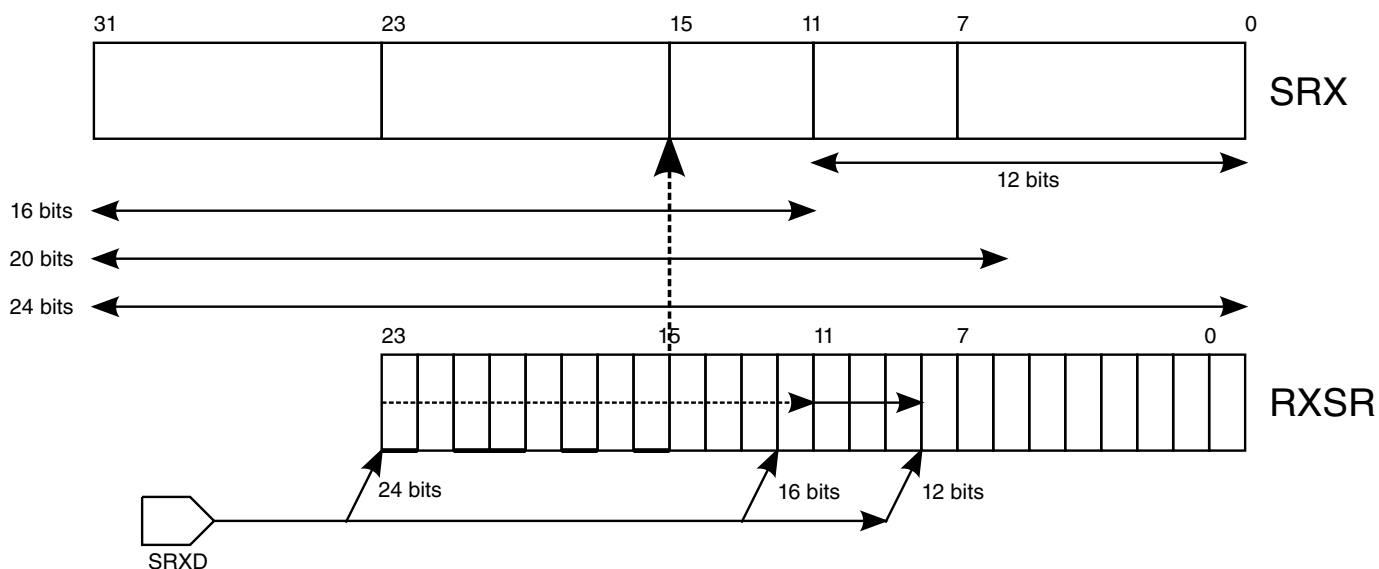 31 23 15 11 7 0
SRX
12 bits
16 bits
20 bits
24 bits
23 15 11 7 0
RXSR
24 bits 16 bits 12 bits
SRXD